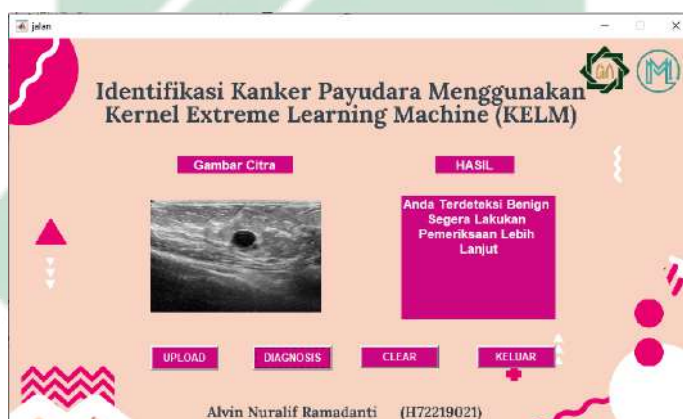 jalan
Identifikasi Kanker Payudara Menggunakan
Kernel Extreme Learning Machine (KELM)
Gambar Citra
HASIL
Anda Terdeteksi Benign
Segera Lakukan
Pemeriksaan Lebih
Lanjut
UPLOAD
DIAGNOSIS
CLEAR
KELUAR
Alvin Nuralif Ramadanti (H72219021)